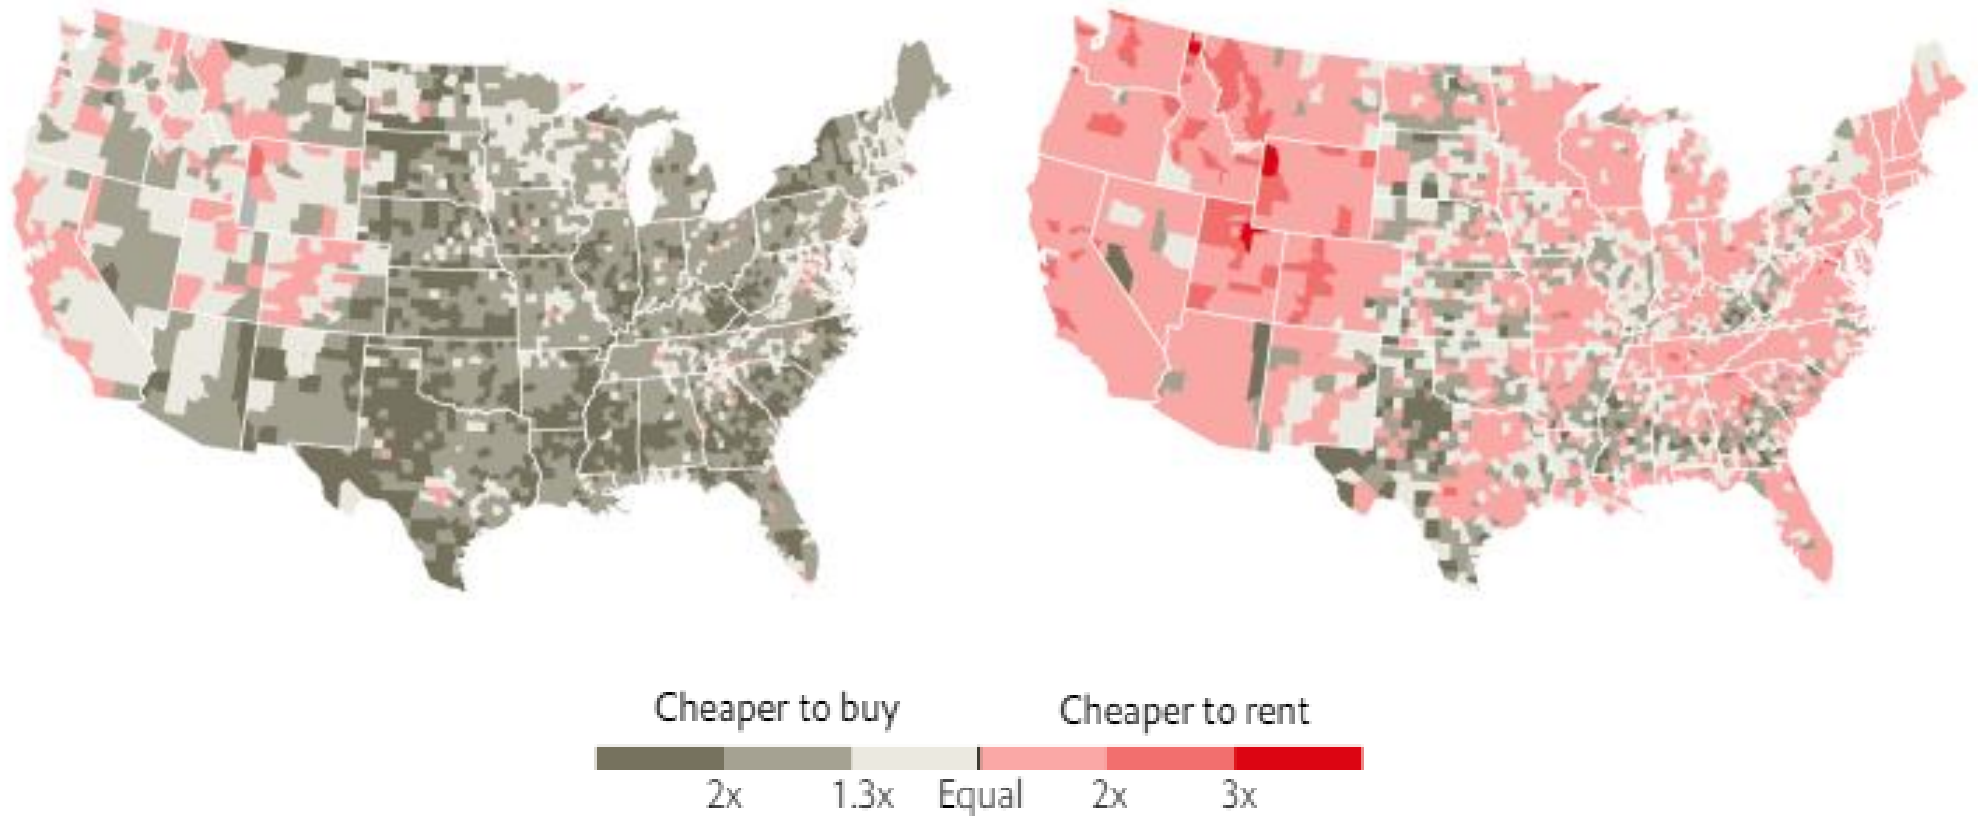 Cheaper to buy
Cheaper to rent
2x 1.3x Equal 2x 3x